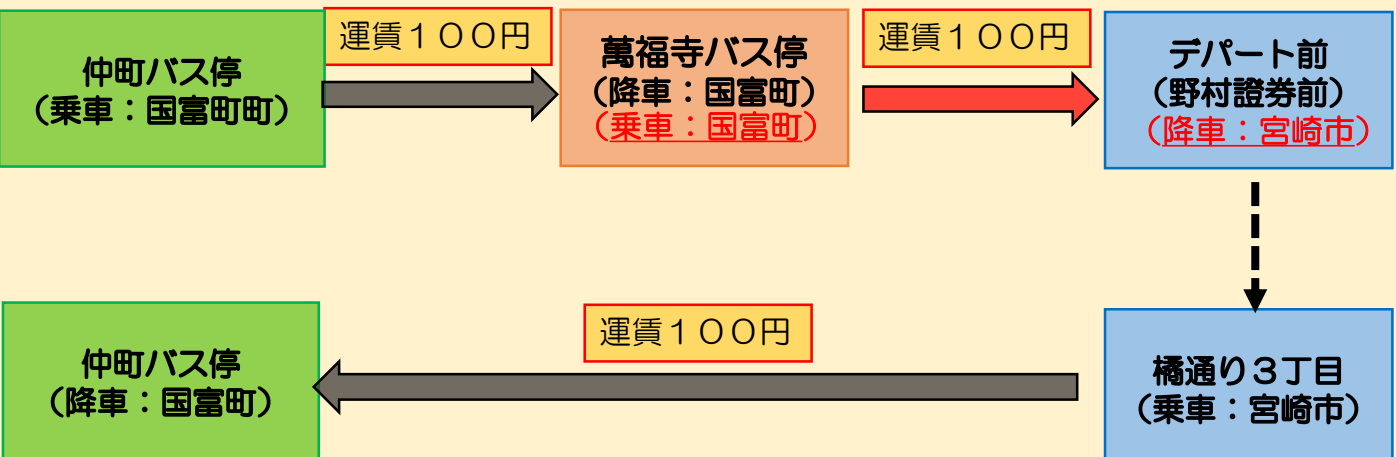 運賃１００円
運賃１００円
仲町バス停
（乗車：国富町町）
萬福寺バス停
（降車：国富町）
（乗車：国富町）
デパート前
（野村證券前）
（降車：宮崎市）
運賃１００円
仲町バス停
（降車：国富町）
橘通り３丁目
（乗車：宮崎市）